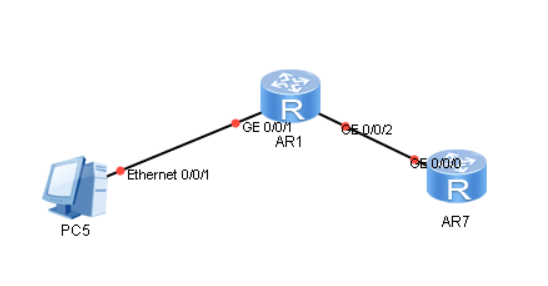 R
GE 0/0/1
AR1
GE 0/0/2
GE 0/0/0
R
Ethernet 0/0/1
AR7
PC5